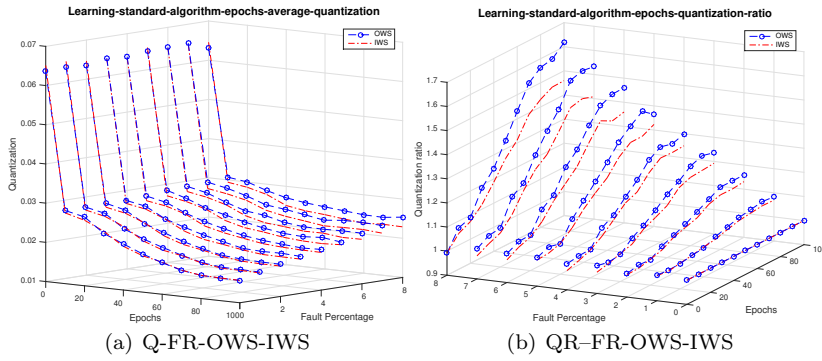 Learning-standard-algorithm-epochs-average-quantization
OWS
IWS
0.07
0.06
0.05
0.04
0.03
0.02
0.01
Quantization
0
20
40
60
80
1000
2
4
6
8
Epochs
Fault Percentage
(a) Q-FR-OWS-IWS
Learning-standard-algorithm-epochs-quantization-ratio
OWS
IWS
1.7
1.6
1.5
1.4
1.3
1.2
1.1
1
0.9
Quantization ratio
8
7
6
5
4
3
2
1
0
0
20
40
60
80
10
Fault Percentage
Epochs
(b) QR–FR-OWS-IWS